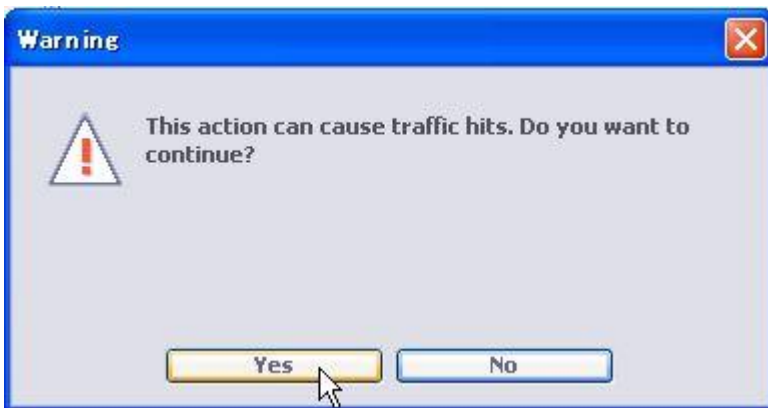 Warning
This action can cause traffic hits. Do you want to
continue?
Yes
No